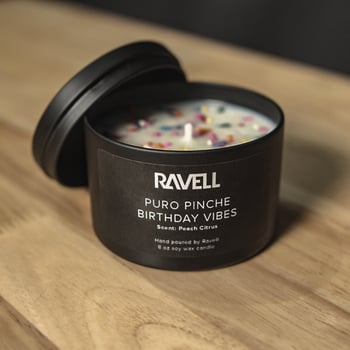 RAVELL
PURO PINCHE
BIRTHDAY VIBES
Scent: Peach Citrus
Hand poured by Ravell
8 oz soy wax candle